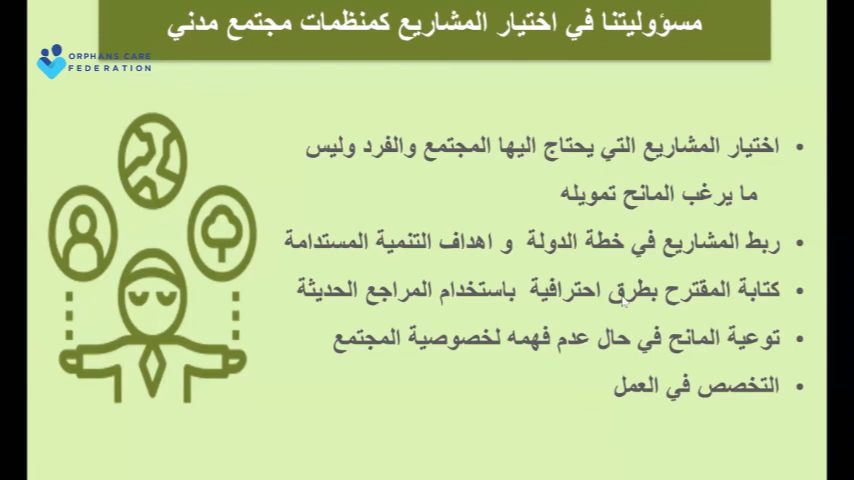 مسؤوليتنا في اختيار المشاريع كمنظمات مجتمع مدني
ORPHANS CARE
FEDERATION
• اختيار المشاريع التي يحتاج اليها المجتمع والفرد وليس
ما يرغب المانح تمويله
• ربط المشاريع في خطة الدولة و اهداف التنمية المستدامة
• كتابة المقترح بطرق احترافية باستخدام المراجع الحديثة
• توعية المانح في حال عدم فهمه لخصوصية المجتمع
• التخصص في العمل